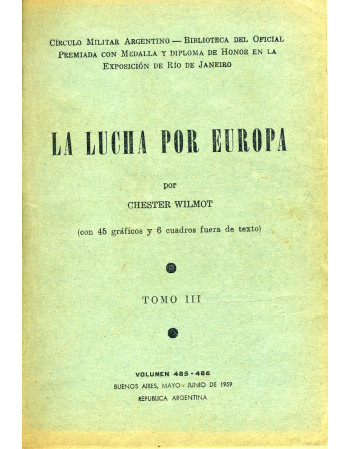 CÍRCULO MILITAR ARGENTINO — BIBLIOTECA DEL OFICIAL
PREMIADA CON MEDALLA Y DIPLOMA DE HONOR EN LA
EXPOSICIÓN DE RÍO DE JANEIRO
LA LUCHA POR EUROPA
por
CHESTER WILMOT
(con 45 gráficos y 6 cuadros fuera de texto)
TOMO III
VOLUMEN 485 - 486
BUENOS AIRES, MAYO - JUNIO DE 1959
REPUBLICA ARGENTINA